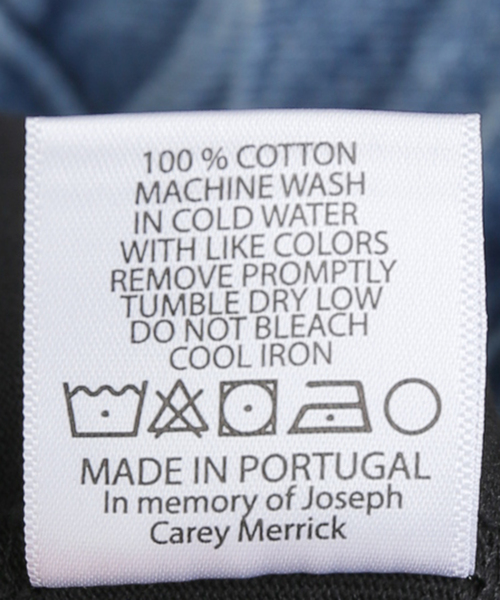 100 % COTTON
MACHINE WASH
IN COLD WATER
WITH LIKE COLORS
REMOVE PROMPTLY
TUMBLE DRY LOW
DO NOT BLEACH
COOL IRON
MADE IN PORTUGAL
In memory of Joseph
Carey Merrick